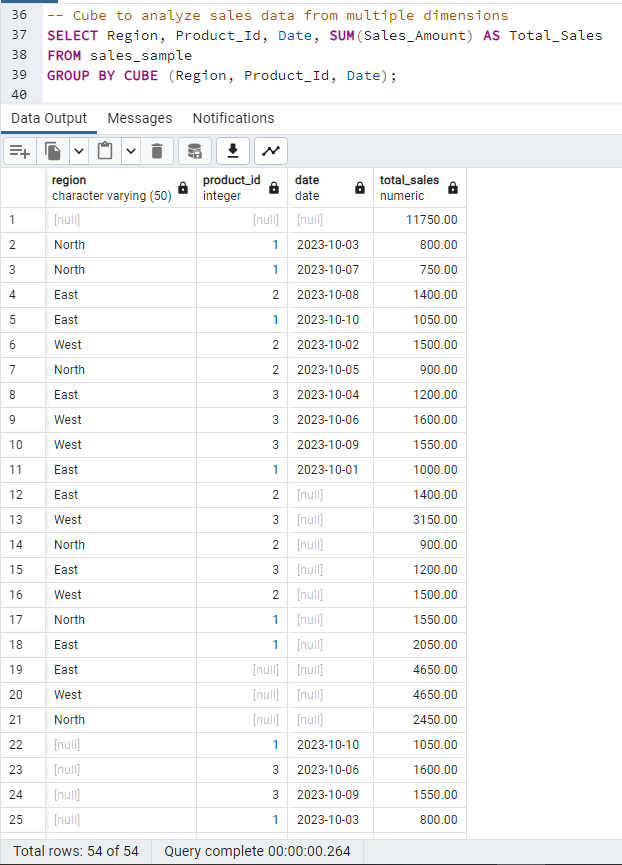 36 -- Cube to analyze sales data from multiple dimensions
37 SELECT Region, Product_Id, Date, SUM(Sales_Amount) AS Total_Sales
38 FROM sales_sample
39 GROUP BY CUBE (Region, Product_Id, Date);
40
Data Output Messages Notifications
region product_id date total_sales
character varying (50) integer date numeric
1 [null] [null] [null] 11750.00
2 North 1 2023-10-03 800.00
3 North 1 2023-10-07 750.00
4 East 2 2023-10-08 1400.00
5 East 1 2023-10-10 1050.00
6 West 2 2023-10-02 1500.00
7 North 2 2023-10-05 900.00
8 East 3 2023-10-04 1200.00
9 West 3 2023-10-06 1600.00
10 West 3 2023-10-09 1550.00
11 East 1 2023-10-01 1000.00
12 East 2 [null] 1400.00
13 West 3 [null] 3150.00
14 North 2 [null] 900.00
15 East 3 [null] 1200.00
16 West 2 [null] 1500.00
17 North 1 [null] 1550.00
18 East 1 [null] 2050.00
19 East [null] [null] 4650.00
20 West [null] [null] 4650.00
21 North [null] [null] 2450.00
22 [null] 1 2023-10-10 1050.00
23 [null] 3 2023-10-06 1600.00
24 [null] 3 2023-10-09 1550.00
25 [null] 1 2023-10-03 800.00
Total rows: 54 of 54 Query complete 00:00:00.264